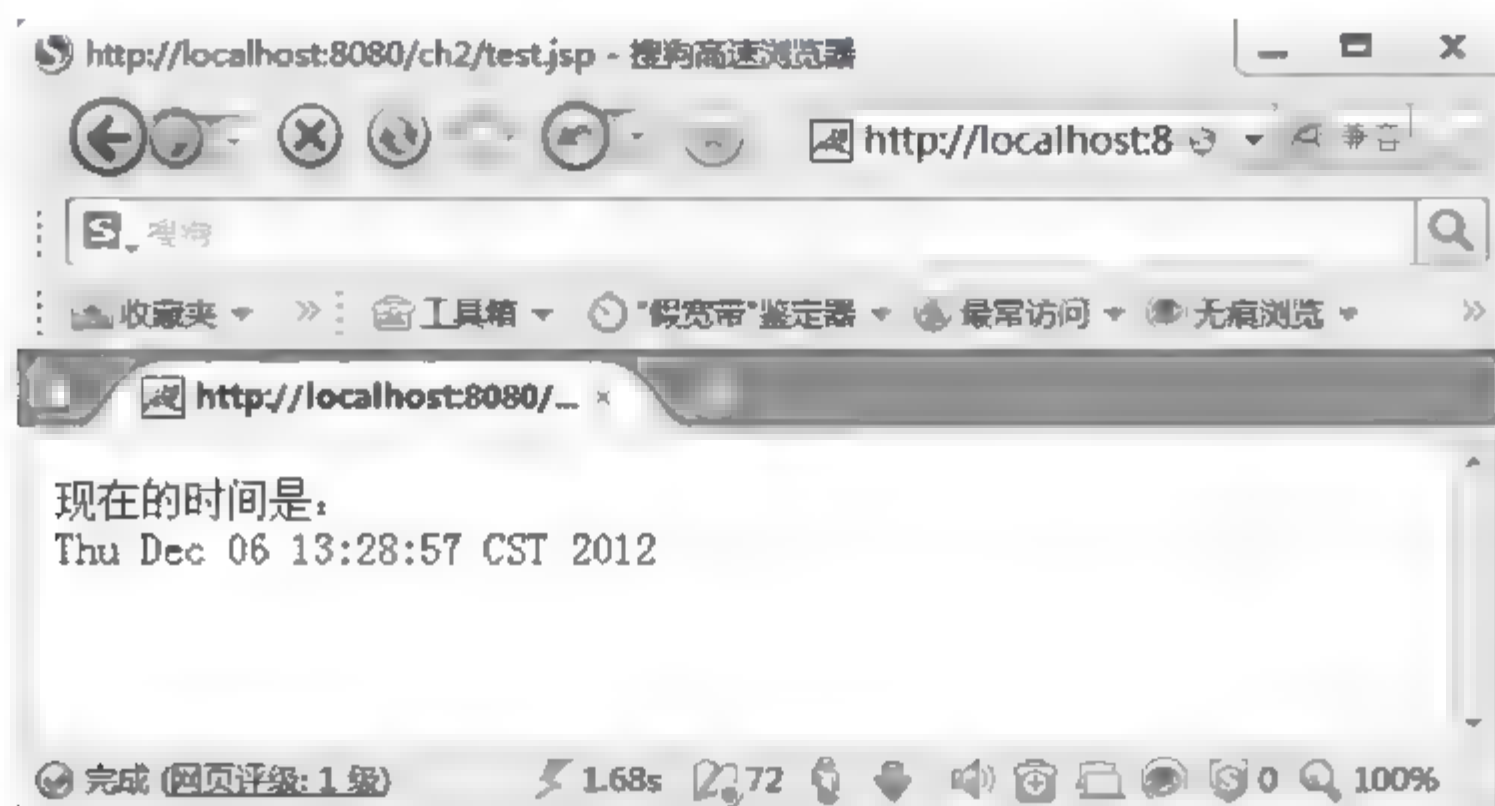 http://localhost:8080/ch2/test.jsp - 搜狗高速浏览器
http://localhost:8
搜狗
收藏夹 » 工具箱 "假宽带"鉴定器 最常访问 无痕浏览 »
http://localhost:8080/... ×
现在的时间是：
Thu Dec 06 13:28:57 CST 2012
完成 (网页评级: 1 级) 1.68s 72 0 100%